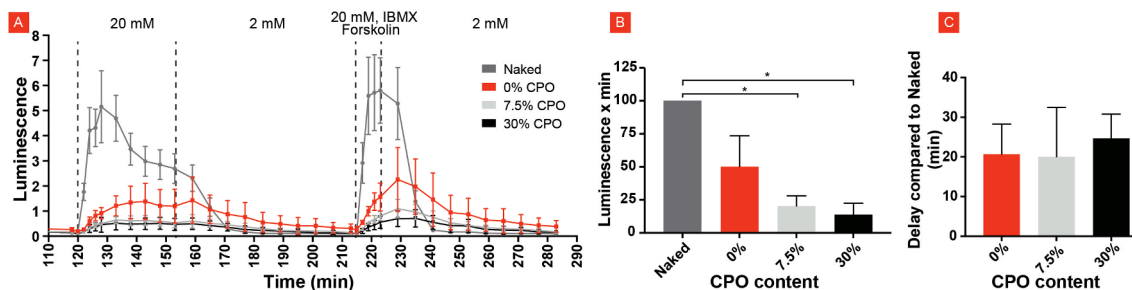 A
20 mM
2 mM
20 mM, IBMX
Forskolin
2 mM
Luminescence
8
7
6
5
4
3
2
1
0
110 120 130 140 150 160 170 180 190 200 210 220 230 240 250 260 270 280 290
Time (min)
Naked
0% CPO
7.5% CPO
30% CPO
B
Luminescence x min
125
100
75
50
25
0
*
*
Naked 0% 7.5% 30%
CPO content
C
Delay compared to Naked
(min)
40
30
20
10
0
0% 7.5% 30%
CPO content